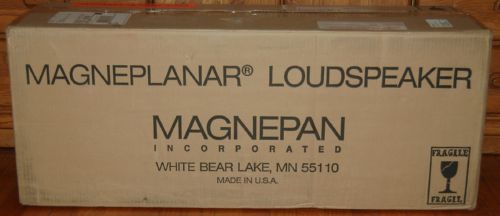 MAGNEPLANAR® LOUDSPEAKER
MAGNEPAN
INCORPORATED
WHITE BEAR LAKE, MN 55110
MADE IN U.S.A.
FRAGILE
FRAGIL